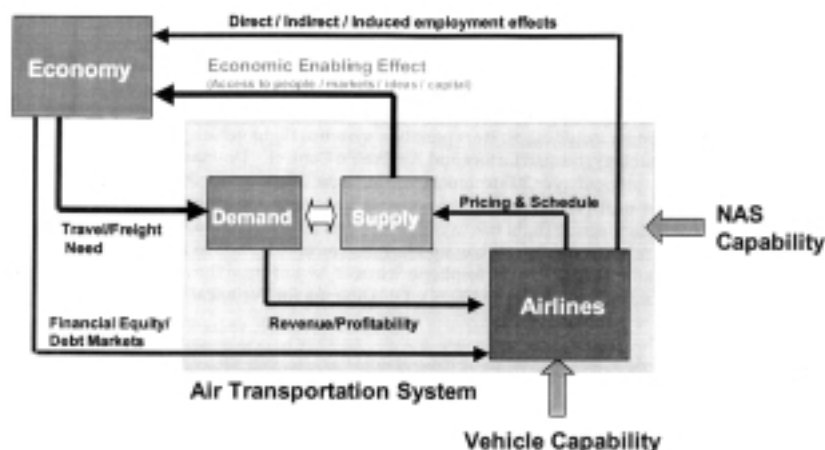 Direct / Indirect / Induced employment effects
Economy
Economic Enabling Effect
(Access to people / markets / ideas / capital)
Demand
Supply
Pricing & Schedule
NAS
Capability
Travel/Freight
Need
Airlines
Financial Equity/
Debt Markets
Revenue/Profitability
Air Transportation System
Vehicle Capability